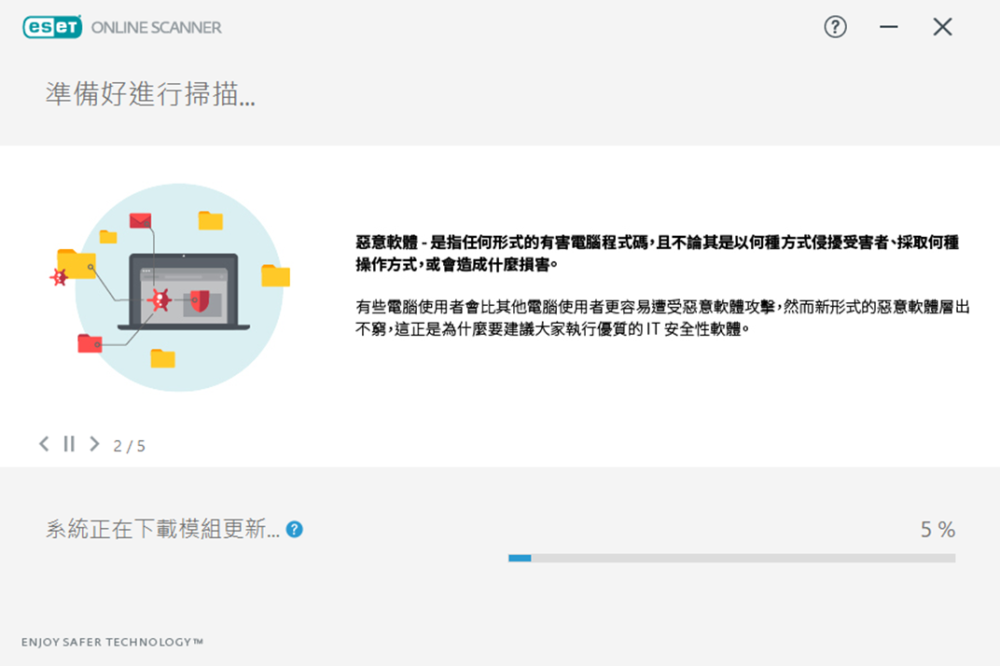 eset ONLINE SCANNER
準備好進行掃描...
惡意軟體 - 是指任何形式的有害電腦程式碼，且不論其是以何種方式侵擾受害者、採取何種
操作方式，或會造成什麼損害。
有些電腦使用者會比其他電腦使用者更容易遭受惡意軟體攻擊，然而新形式的惡意軟體層出
不窮，這正是為什麼要建議大家執行優質的 IT 安全性軟體。
2 / 5
系統正在下載模組更新...
5 %
ENJOY SAFER TECHNOLOGY™